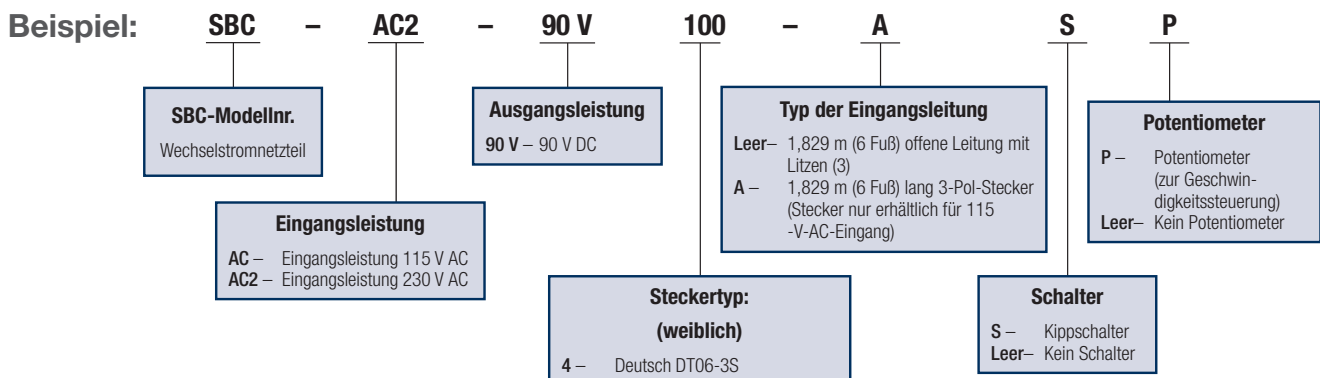 Beispiel: SBC – AC2 – 90 V 100 – A S P
SBC-Modellnr.
Wechselstromnetzteil
Eingangsleistung
AC – Eingangsleistung 115 V AC
AC2 – Eingangsleistung 230 V AC
Ausgangsleistung
90 V – 90 V DC
Steckertyp:
(weiblich)
4 – Deutsch DT06-3S
Typ der Eingangsleitung
Leer– 1,829 m (6 Fuß) offene Leitung mit
Litzen (3)
A – 1,829 m (6 Fuß) lang 3-Pol-Stecker
(Stecker nur erhältlich für 115
-V-AC-Eingang)
Schalter
S – Kippschalter
Leer– Kein Schalter
Potentiometer
P – Potentiometer
(zur Geschwin-
digkeitssteuerung)
Leer– Kein Potentiometer